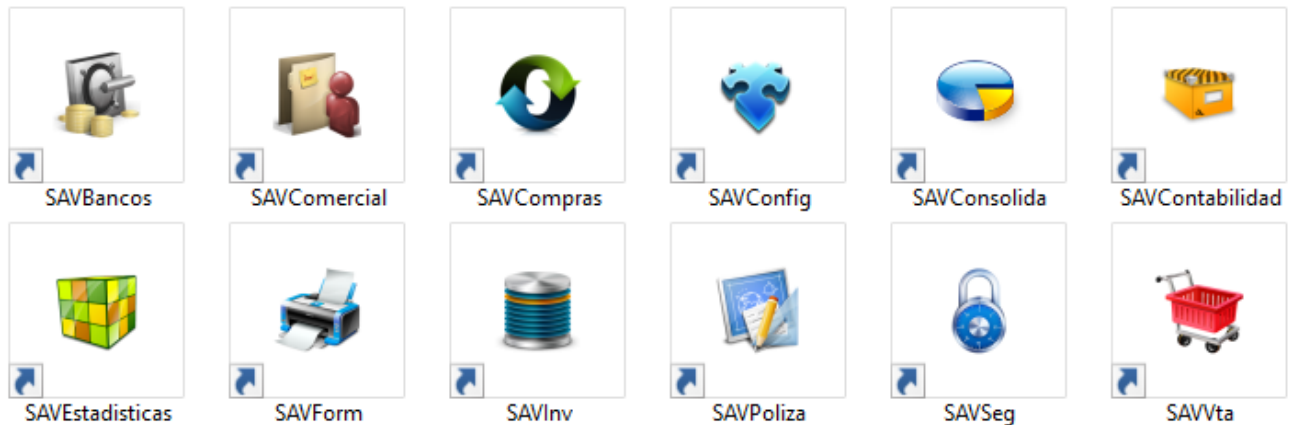 SAVBancos
SAVComercial
SAVCompras
SAVConfig
SAVConsolida
SAVContabilidad
SAVEstadisticas
SAVForm
SAVInv
SAVPoliza
SAVSeg
SAVVta